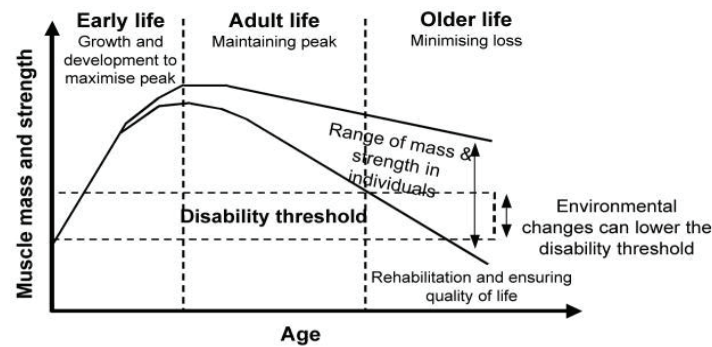 Early life
Growth and
development to
maximise peak
Adult life
Maintaining peak
Older life
Minimising loss
Muscle mass and strength
Range of mass &
strength in
individuals
Disability threshold
Environmental
changes can lower the
disability threshold
Rehabilitation and ensuring
quality of life
Age